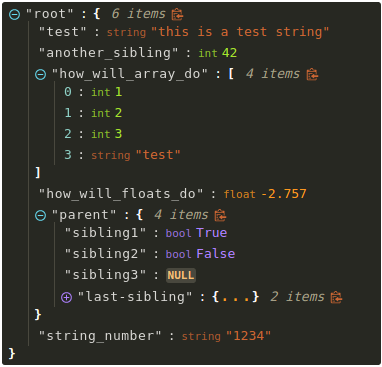 "root" : { 6 items
"test" : string "this is a test string"
"another_sibling" : int 42
"how_will_array_do" : [ 4 items
0 : int 1
1 : int 2
2 : int 3
3 : string "test"
]
"how_will_floats_do" : float -2.757
"parent" : { 4 items
"sibling1" : bool True
"sibling2" : bool False
"sibling3" : NULL
"last-sibling" : {...} 2 items
}
"string_number" : string "1234"
}